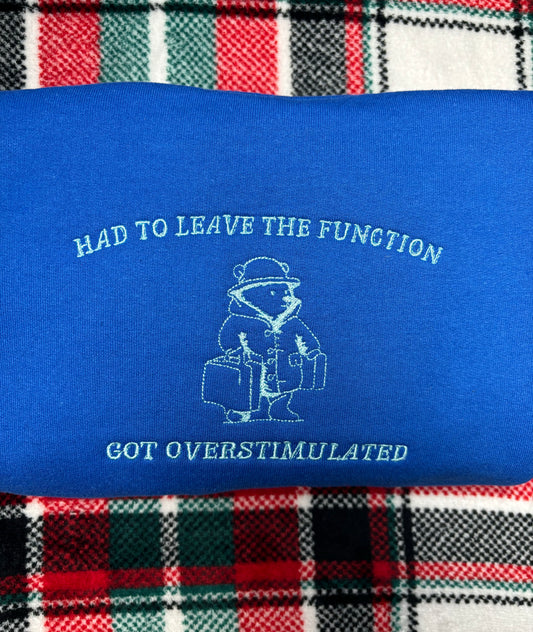 HAD TO LEAVE THE FUNCTION
GOT OVERSTIMULATED